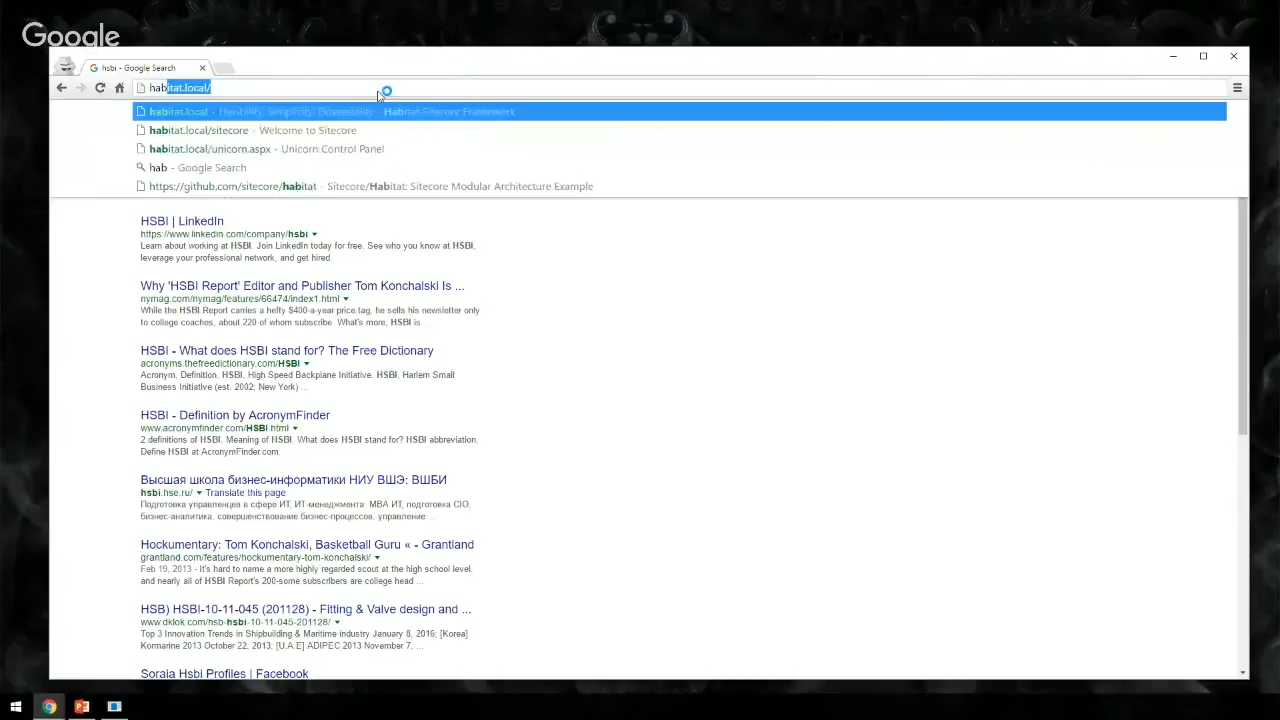 Google
hsbi - Google Search
habitat.local/
habitat.local - Flexibility, Simplicity, Extensibility - Habitat Sitecore Framework
habitat.local/sitecore - Welcome to Sitecore
habitat.local/unicorn.aspx - Unicorn Control Panel
hab - Google Search
https://github.com/sitecore/habitat - Sitecore/Habitat: Sitecore Modular Architecture Example
HSBI | LinkedIn
https://www.linkedin.com/company/hsbi
Learn about working at HSBI. Join LinkedIn today for free. See who you know at HSBI,
leverage your professional network, and get hired.
Why 'HSBI Report' Editor and Publisher Tom Konchalski Is ...
nymag.com/nymag/features/66474/index1.html
While the HSBI Report carries a hefty $400-a-year price tag, he sells his newsletter only
to college coaches, about 220 of whom subscribe. What's more, HSBI is ...
HSBI - What does HSBI stand for? The Free Dictionary
acronyms.thefreedictionary.com/HSBI
Acronym, Definition. HSBI, High Speed Backplane Initiative. HSBI, Harlem Small
Business Initiative (est. 2002; New York) ...
HSBI - Definition by AcronymFinder
www.acronymfinder.com/HSBI.html
2 definitions of HSBI. Meaning of HSBI. What does HSBI stand for? HSBI abbreviation.
Define HSBI at AcronymFinder.com.
Высшая школа бизнес-информатики НИУ ВШЭ: ВШБИ
hsbi.hse.ru/ Translate this page
Подготовка управленцев в сфере ИТ, ИТ-менеджмента: MBA ИТ, подготовка CIO,
бизнес-аналитика, совершенствование бизнес-процессов, управление ...
Hockumentary: Tom Konchalski, Basketball Guru « - Grantland
grantland.com/features/hockumentary-tom-konchalski/
Feb 19, 2013 - It's hard to name a more highly regarded scout at the high school level,
and nearly all of HSBI Report's 200-some subscribers are college head ...
HSB) HSBI-10-11-045 (201128) - Fitting & Valve design and ...
www.dklok.com/hsb-hsbi-10-11-045-201128/
Top 3 Innovation Trends in Shipbuilding & Maritime industry January 8, 2016; [Korea]
Kormarine 2013 October 22, 2013; [U.A.E] ADIPEC 2013 November 7, ...
Soraia Hsbi Profiles | Facebook